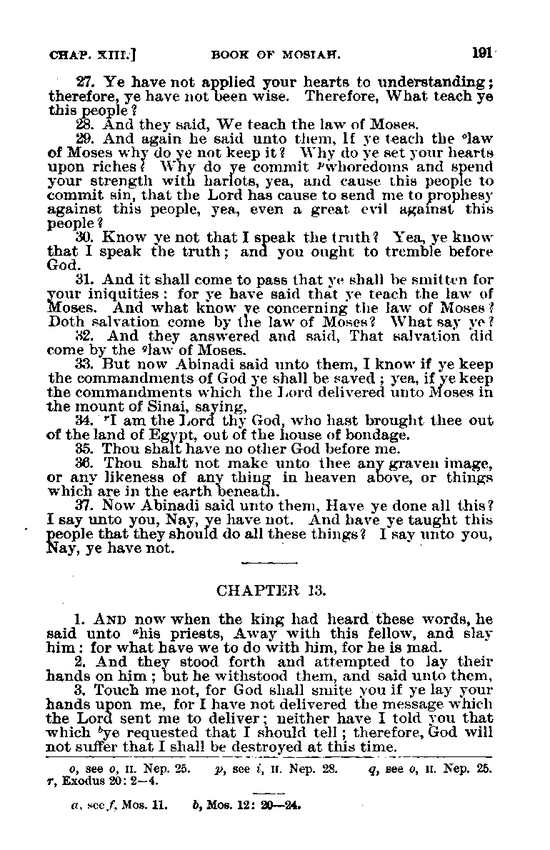 CHAP. XIII.] BOOK OF MOSIAH. 191
27. Ye have not applied your hearts to understanding;
therefore, ye have not been wise. Therefore, What teach ye
this people?
28. And they said, We teach the law of Moses.
29. And again he said unto them, If ye teach the ᵒlaw
of Moses why do ye not keep it? Why do ye set your hearts
upon riches? Why do ye commit ᵖwhoredoms and spend
your strength with harlots, yea, and cause this people to
commit sin, that the Lord has cause to send me to prophesy
against this people, yea, even a great evil against this
people?
30. Know ye not that I speak the truth? Yea, ye know
that I speak the truth; and you ought to tremble before
God.
31. And it shall come to pass that ye shall be smitten for
your iniquities: for ye have said that ye teach the law of
Moses. And what know ye concerning the law of Moses?
Doth salvation come by the law of Moses? What say ye?
32. And they answered and said, That salvation did
come by the ᑫlaw of Moses.
33. But now Abinadi said unto them, I know if ye keep
the commandments of God ye shall be saved; yea, if ye keep
the commandments which the Lord delivered unto Moses in
the mount of Sinai, saying,
34. ʳI am the Lord thy God, who hast brought thee out
of the land of Egypt, out of the house of bondage.
35. Thou shalt have no other God before me.
36. Thou shalt not make unto thee any graven image,
or any likeness of any thing in heaven above, or things
which are in the earth beneath.
37. Now Abinadi said unto them, Have ye done all this?
I say unto you, Nay, ye have not. And have ye taught this
people that they should do all these things? I say unto you,
Nay, ye have not.
CHAPTER 13.
1. AND now when the king had heard these words, he
said unto ᵃhis priests, Away with this fellow, and slay
him: for what have we to do with him, for he is mad.
2. And they stood forth and attempted to lay their
hands on him; but he withstood them, and said unto them,
3. Touch me not, for God shall smite you if ye lay your
hands upon me, for I have not delivered the message which
the Lord sent me to deliver; neither have I told you that
which ᵇye requested that I should tell; therefore, God will
not suffer that I shall be destroyed at this time.
o, see o, II. Nep. 25. p, see i, II. Nep. 28. q, see o, II. Nep. 25.
r, Exodus 20: 2—4.
a, see f, Mos. 11. b, Mos. 12: 20—24.